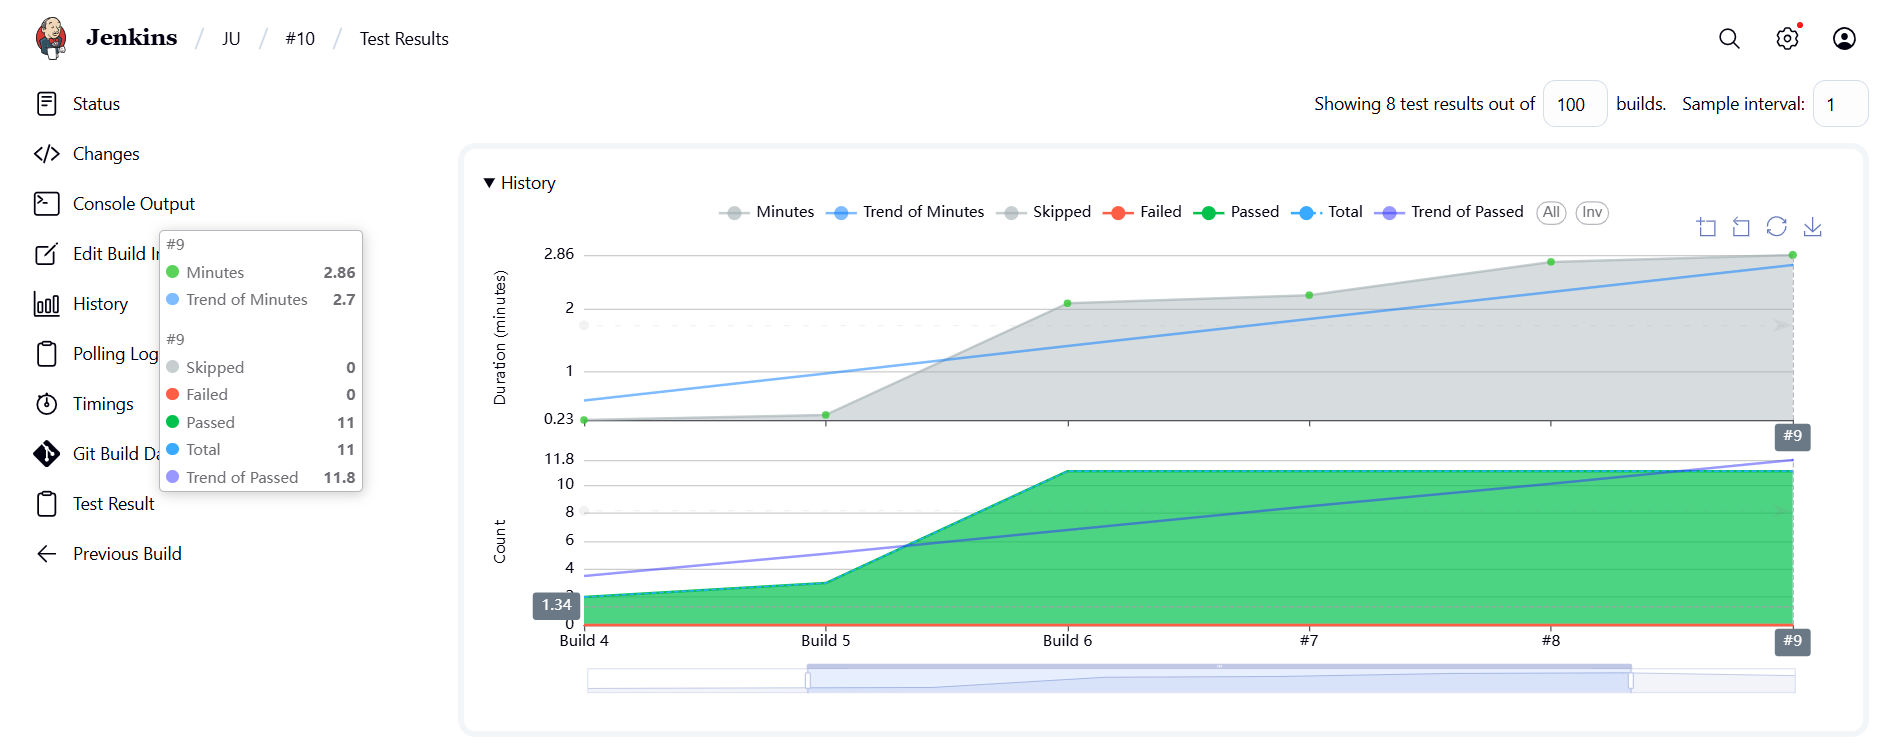 Jenkins / JU / #10 / Test Results
Status
Changes
Console Output
Edit Build In
History
Polling Log
Timings
Git Build Da
Test Result
Previous Build
#9
Minutes 2.86
Trend of Minutes 2.7
#9
Skipped 0
Failed 0
Passed 11
Total 11
Trend of Passed 11.8
Showing 8 test results out of 100 builds. Sample interval: 1
History
Minutes Trend of Minutes Skipped Failed Passed Total Trend of Passed All Inv
Duration (minutes)
2.86
2
1
0.23
#9
Count
11.8
10
8
6
4
2
1.34
0
Build 4 Build 5 Build 6 #7 #8 #9